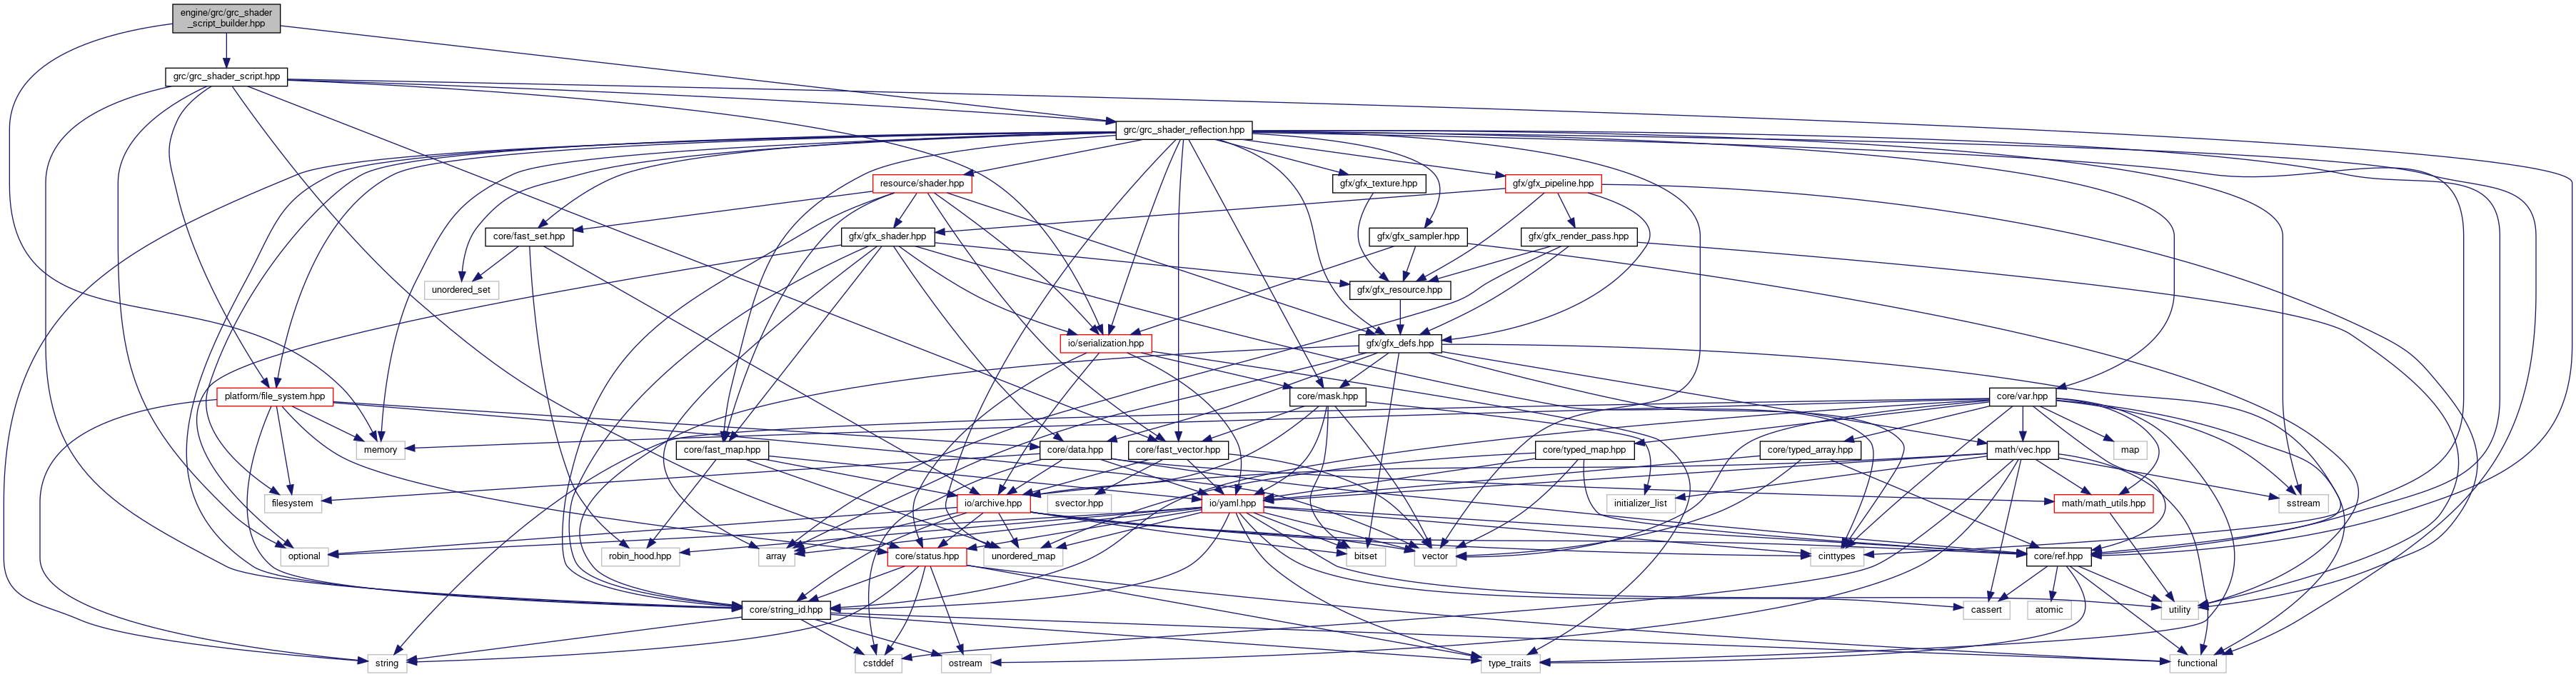 engine/grc/grc_shader
_script_builder.hpp
grc/grc_shader_script.hpp
grc/grc_shader_reflection.hpp
resource/shader.hpp
gfx/gfx_texture.hpp
gfx/gfx_pipeline.hpp
core/fast_set.hpp
gfx/gfx_shader.hpp
gfx/gfx_sampler.hpp
gfx/gfx_render_pass.hpp
unordered_set
gfx/gfx_resource.hpp
io/serialization.hpp
gfx/gfx_defs.hpp
platform/file_system.hpp
core/mask.hpp
core/var.hpp
memory
core/fast_map.hpp
core/data.hpp
core/fast_vector.hpp
core/typed_map.hpp
core/typed_array.hpp
math/vec.hpp
map
filesystem
svector.hpp
io/archive.hpp
io/yaml.hpp
initializer_list
math/math_utils.hpp
sstream
optional
robin_hood.hpp
array
core/status.hpp
unordered_map
bitset
vector
cinttypes
core/ref.hpp
core/string_id.hpp
cassert
atomic
utility
string
cstddef
ostream
type_traits
functional